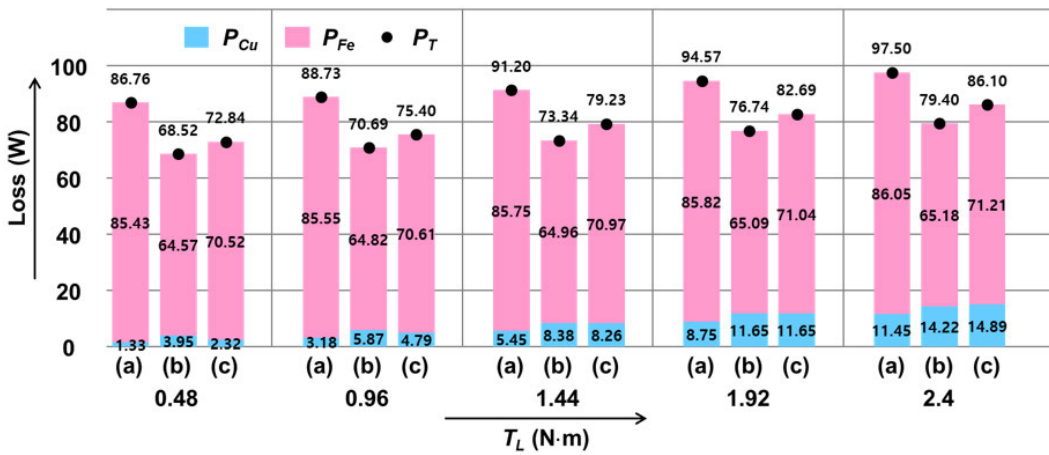 P_Cu P_Fe P_T
Loss (W)
100
80
60
40
20
0
86.76 68.52 72.84
85.43 64.57 70.52
1.33 3.95 2.32
88.73 70.69 75.40
85.55 64.82 70.61
3.18 5.87 4.79
91.20 73.34 79.23
85.75 64.96 70.97
5.45 8.38 8.26
94.57 76.74 82.69
85.82 65.09 71.04
8.75 11.65 11.65
97.50 79.40 86.10
86.05 65.18 71.21
11.45 14.22 14.89
(a) (b) (c) (a) (b) (c) (a) (b) (c) (a) (b) (c) (a) (b) (c)
0.48 0.96 1.44 1.92 2.4
T_L (N·m)